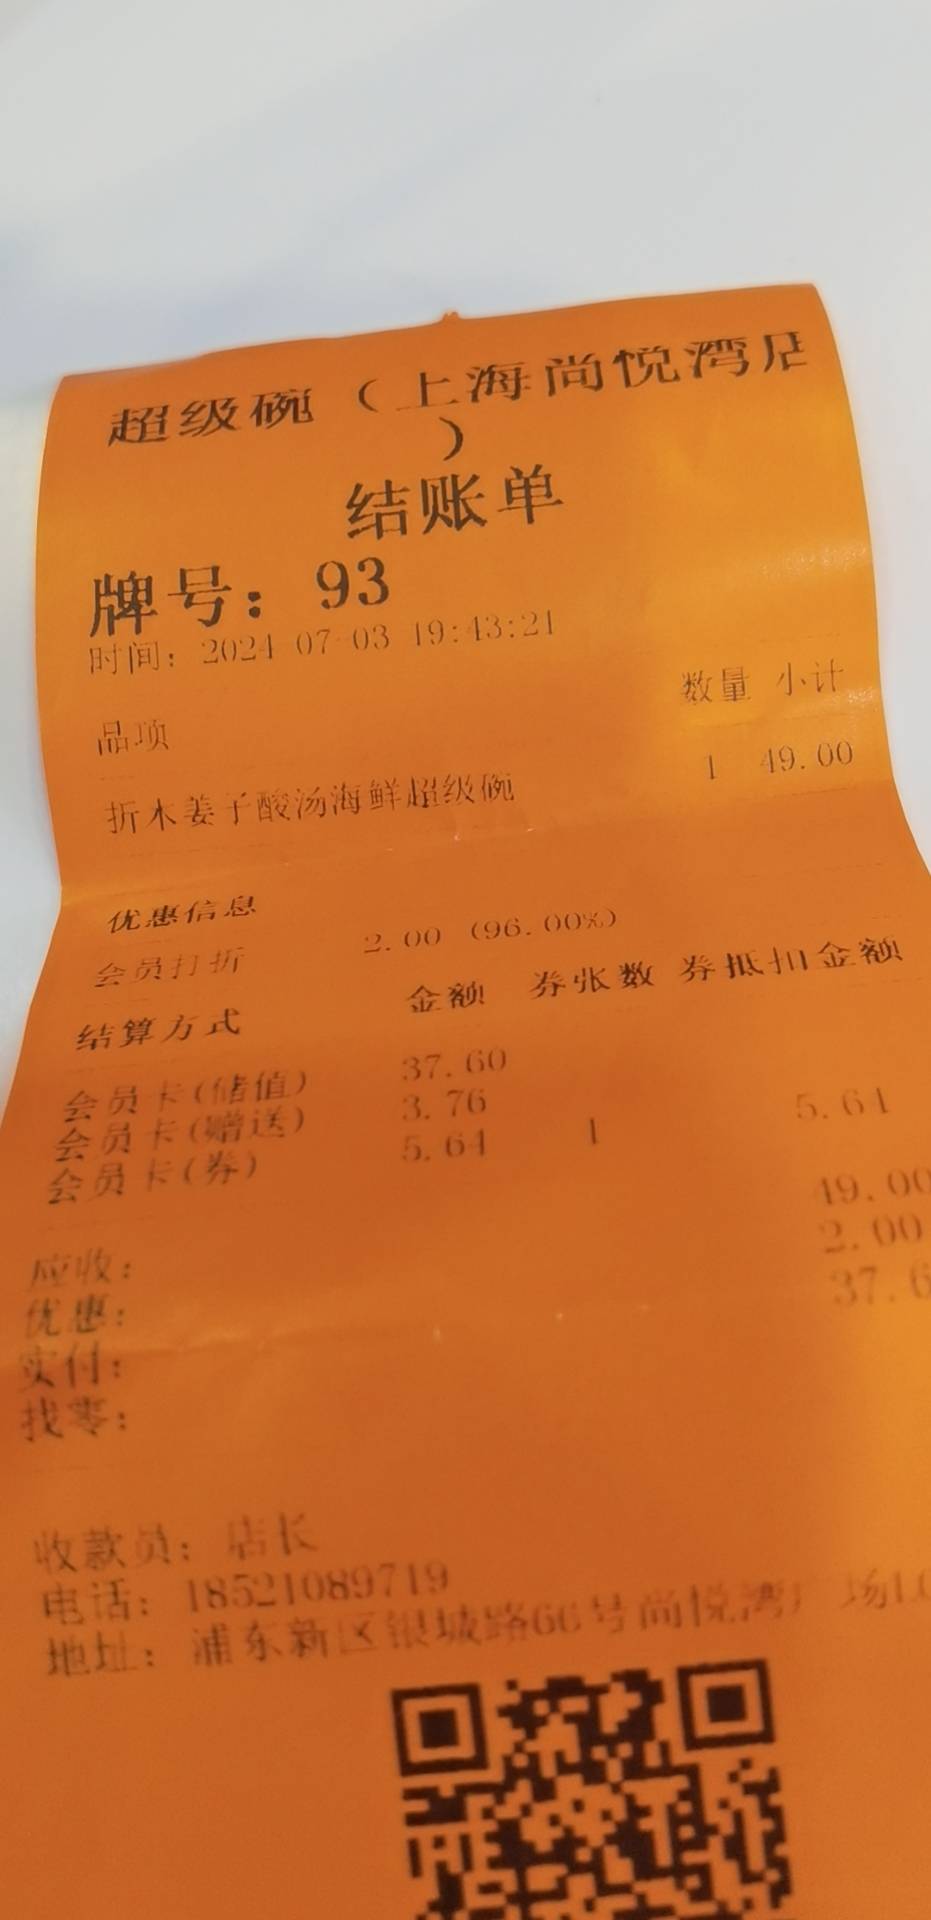 超级碗（上海尚悦湾店
）
结账单
牌号：93
时间：2024-07-03 19:43:21
品项 数量 小计
折木姜子酸汤海鲜超级碗 1 49.00
优惠信息
会员打折 2.00 (96.00%)
结算方式 金额 券张数 券抵扣金额
会员卡(储值) 37.60
会员卡(赠送) 3.76
会员卡(券) 5.64 1 5.64
应收： 49.00
优惠： 2.00
实付： 37.6
找零：
收款员：店长
电话：18521089719
地址：浦东新区银城路66号尚悦湾广场LG